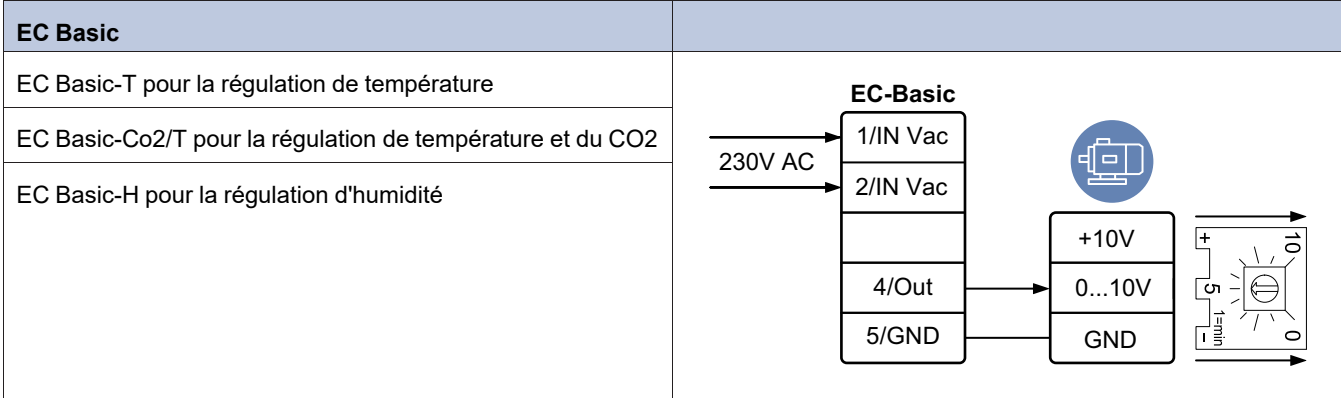 EC Basic
EC Basic-T pour la régulation de température
EC Basic-Co2/T pour la régulation de température et du CO2
EC Basic-H pour la régulation d'humidité
EC-Basic
1/IN Vac
230V AC
2/IN Vac
4/Out
5/GND
+10V
0...10V
GND
+
5
-
1=min
10
0